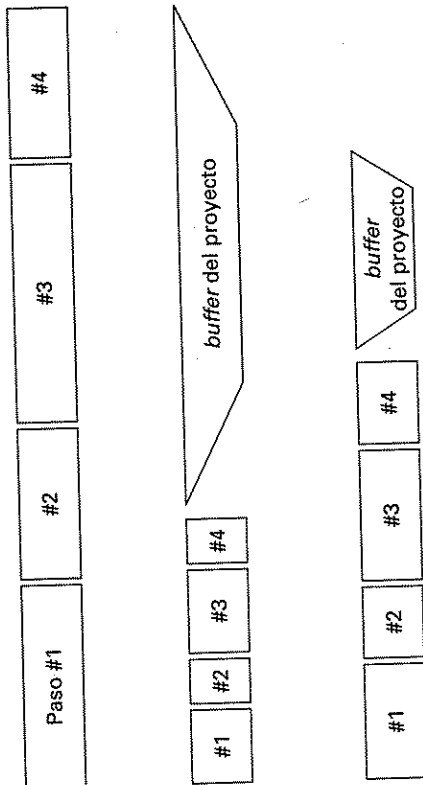 Paso #1
#2
#3
#4
#1
#2
#3
#4
buffer del proyecto
#1
#2
#3
#4
buffer
del proyecto